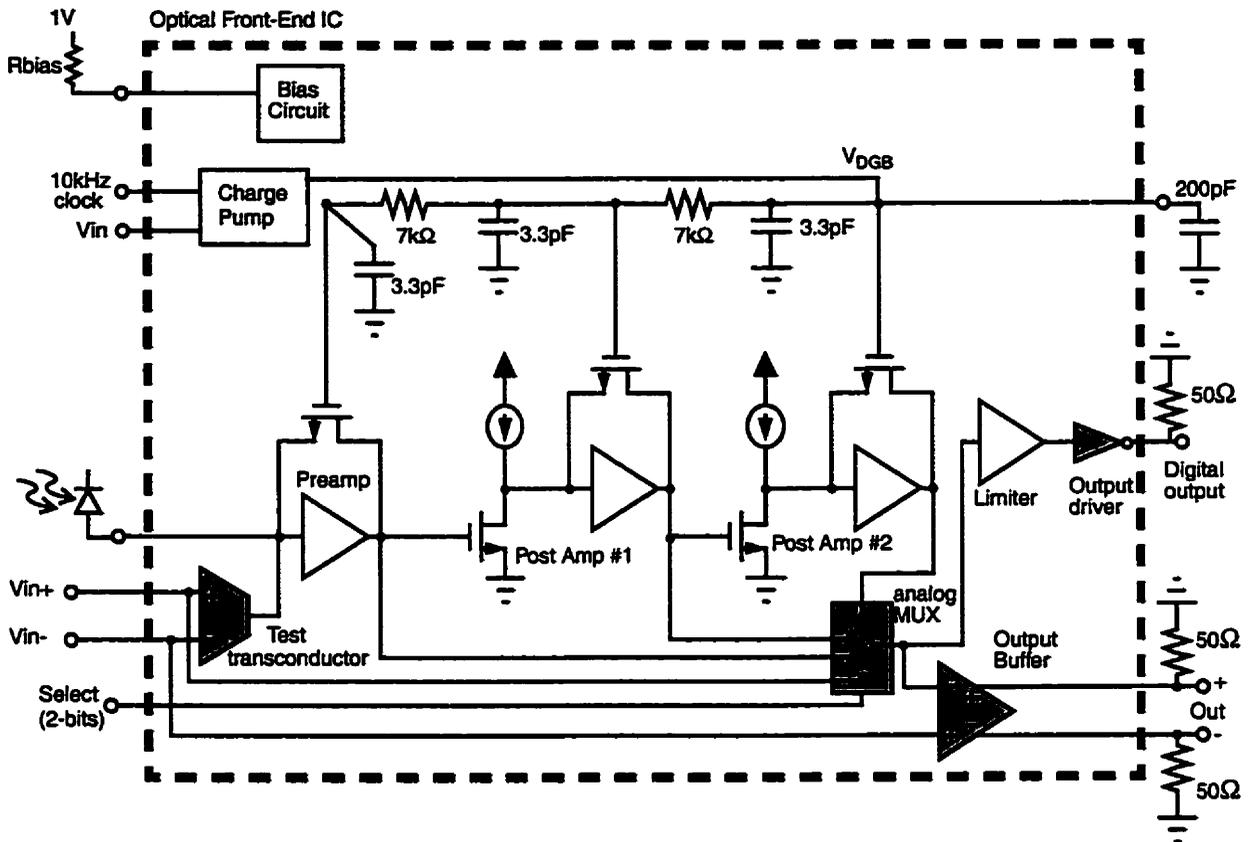 1V
Optical Front-End IC
Rbias
Bias
Circuit
V_DGB
10kHz
clock
Vin
Charge
Pump
200pF
7kΩ
3.3pF
7kΩ
3.3pF
3.3pF
50Ω
Preamp
Limiter
Output
driver
Digital
output
Post Amp #1
Post Amp #2
Vin+
Vin-
Test
transconductor
analog
MUX
Output
Buffer
50Ω
+
Out
-
Select
(2-bits)
50Ω